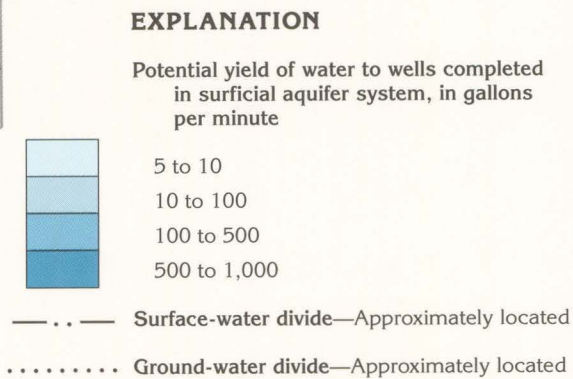 EXPLANATION
Potential yield of water to wells completed
in surficial aquifer system, in gallons
per minute
5 to 10
10 to 100
100 to 500
500 to 1,000
Surface-water divide—Approximately located
Ground-water divide—Approximately located